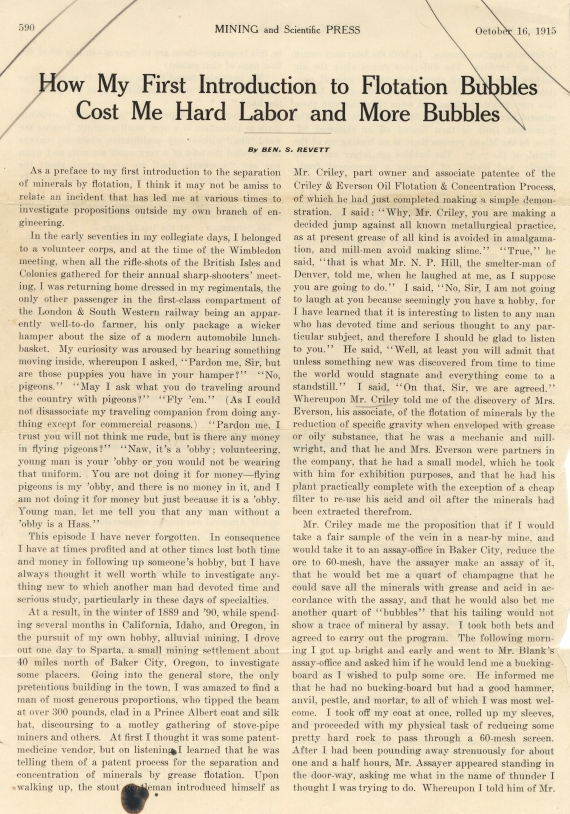 590
MINING and Scientific PRESS
October 16, 1915
How My First Introduction to Flotation Bubbles
Cost Me Hard Labor and More Bubbles
By BEN. S. REVETT
As a preface to my first introduction to the separation
of minerals by flotation, I think it may not be amiss to
relate an incident that has led me at various times to
investigate propositions outside my own branch of en-
gineering.
In the early seventies in my collegiate days, I belonged
to a volunteer corps, and at the time of the Wimbledon
meeting, when all the rifle-shots of the British Isles and
Colonies gathered for their annual sharp-shooters' meet-
ing, I was returning home dressed in my regimentals, the
only other passenger in the first-class compartment of
the London & South Western railway being an appar-
ently well-to-do farmer, his only package a wicker
hamper about the size of a modern automobile lunch-
basket. My curiosity was aroused by hearing something
moving inside, whereupon I asked, "Pardon me, Sir, but
are those puppies you have in your hamper?" "No,
pigeons." "May I ask what you do traveling around
the country with pigeons?" "Fly 'em." (As I could
not disassociate my traveling companion from doing any-
thing except for commercial reasons.) "Pardon me, I
trust you will not think me rude, but is there any money
in flying pigeons?" "Naw, it's a 'obby; volunteering,
young man is your 'obby or you would not be wearing
that uniform. You are not doing it for money—flying
pigeons is my 'obby, and there is no money in it, and I
am not doing it for money but just because it is a 'obby.
Young man, let me tell you that any man without a
'obby is a Hass."
This episode I have never forgotten. In consequence
I have at times profited and at other times lost both time
and money in following up someone's hobby, but I have
always thought it well worth while to investigate any-
thing new to which another man had devoted time and
serious study, particularly in these days of specialties.
At a result, in the winter of 1889 and '90, while spend-
ing several months in California, Idaho, and Oregon, in
the pursuit of my own hobby, alluvial mining, I drove
out one day to Sparta, a small mining settlement about
40 miles north of Baker City, Oregon, to investigate
some placers. Going into the general store, the only
pretentious building in the town, I was amazed to find a
man of most generous proportions, who tipped the beam
at over 300 pounds, clad in a Prince Albert coat and silk
hat, discoursing to a motley gathering of stove-pipe
miners and others. At first I thought it was some patent-
medicine vendor, but on listening I learned that he was
telling them of a patent process for the separation and
concentration of minerals by grease flotation. Upon
walking up, the stout gentleman introduced himself as
Mr. Criley, part owner and associate patentee of the
Criley & Everson Oil Flotation & Concentration Process,
of which he had just completed making a simple demon-
stration. I said: "Why, Mr. Criley, you are making a
decided jump against all known metallurgical practice,
as at present grease of all kind is avoided in amalgama-
tion, and mill-men avoid making slime." "True," he
said, "that is what Mr. N. P. Hill, the smelter-man of
Denver, told me, when he laughed at me, as I suppose
you are going to do." I said, "No, Sir, I am not going
to laugh at you because seemingly you have a hobby, for
I have learned that it is interesting to listen to any man
who has devoted time and serious thought to any par-
ticular subject, and therefore I should be glad to listen
to you." He said, "Well, at least you will admit that
unless something new was discovered from time to time
the world would stagnate and everything come to a
standstill." I said, "On that, Sir, we are agreed."
Whereupon Mr. Criley told me of the discovery of Mrs.
Everson, his associate, of the flotation of minerals by the
reduction of specific gravity when enveloped with grease
or oily substance, that he was a mechanic and mill-
wright, and that he and Mrs. Everson were partners in
the company, that he had a small model, which he took
with him for exhibition purposes, and that he had his
plant practically complete with the exception of a cheap
filter to re-use his acid and oil after the minerals had
been extracted therefrom.
Mr. Criley made the proposition that if I would
take a fair sample of the vein in a near-by mine, and
would take it to an assay-office in Baker City, reduce the
ore to 60-mesh, have the assayer make an assay of it,
that he would bet me a quart of champagne that he
could save all the minerals with grease and acid in ac-
cordance with the assay, and that he would also bet me
another quart of "bubbles" that his tailing would not
show a trace of mineral by assay. I took both bets and
agreed to carry out the program. The following morn-
ing I got up bright and early and went to Mr. Blank's
assay-office and asked him if he would lend me a bucking-
board as I wished to pulp some ore. He informed me
that he had no bucking-board but had a good hammer,
anvil, pestle, and mortar, to all of which I was most wel-
come. I took off my coat at once, rolled up my sleeves,
and proceeded with my physical task of reducing some
pretty hard rock to pass through a 60-mesh screen.
After I had been pounding away strenuously for about
one and a half hours, Mr. Assayer appeared standing in
the door-way, asking me what in the name of thunder I
thought I was trying to do. Whereupon I told him of Mr.